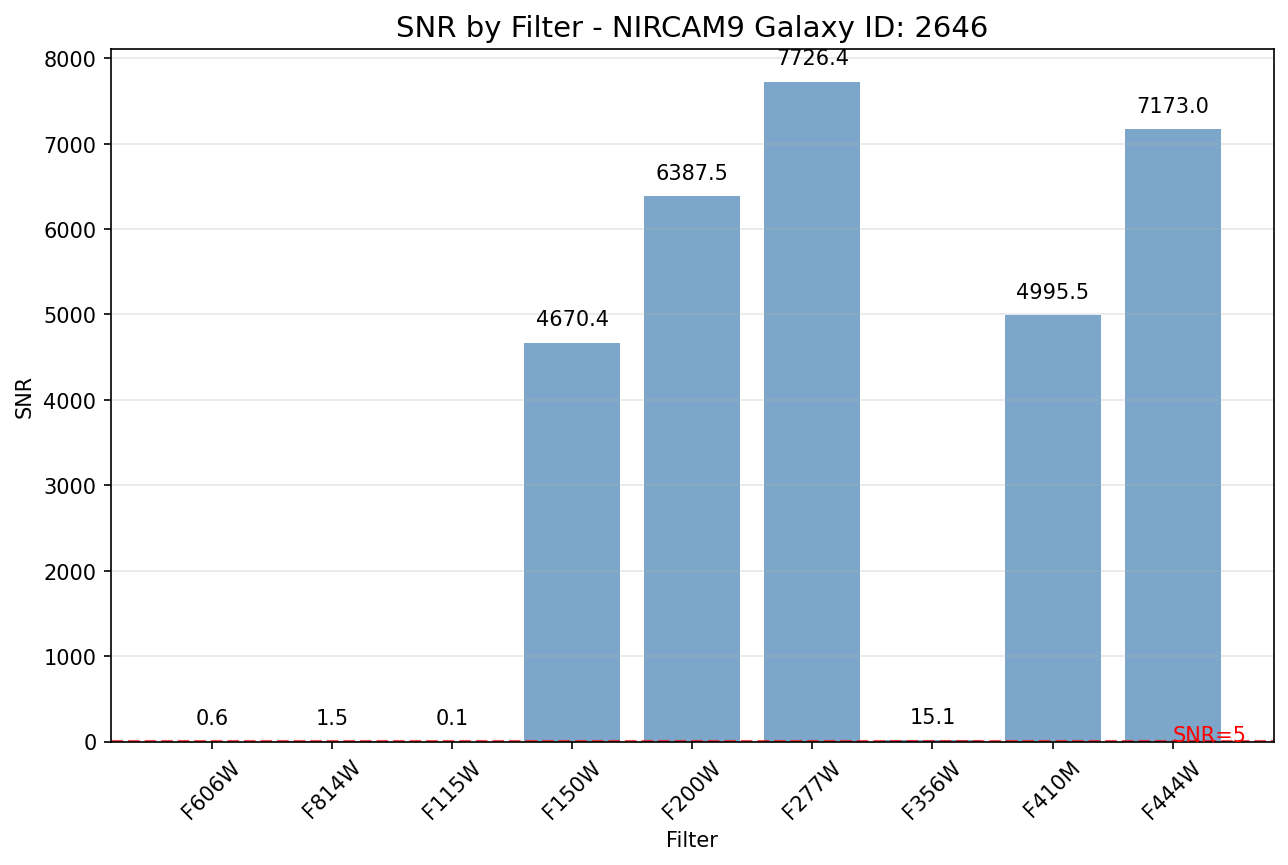 SNR by Filter - NIRCAM9 Galaxy ID: 2646
8000
7000
6000
5000
4000
3000
2000
1000
0
SNR
0.6
1.5
0.1
4670.4
6387.5
7726.4
15.1
4995.5
7173.0
SNR=5
F606W
F814W
F115W
F150W
F200W
F277W
F356W
F410M
F444W
Filter